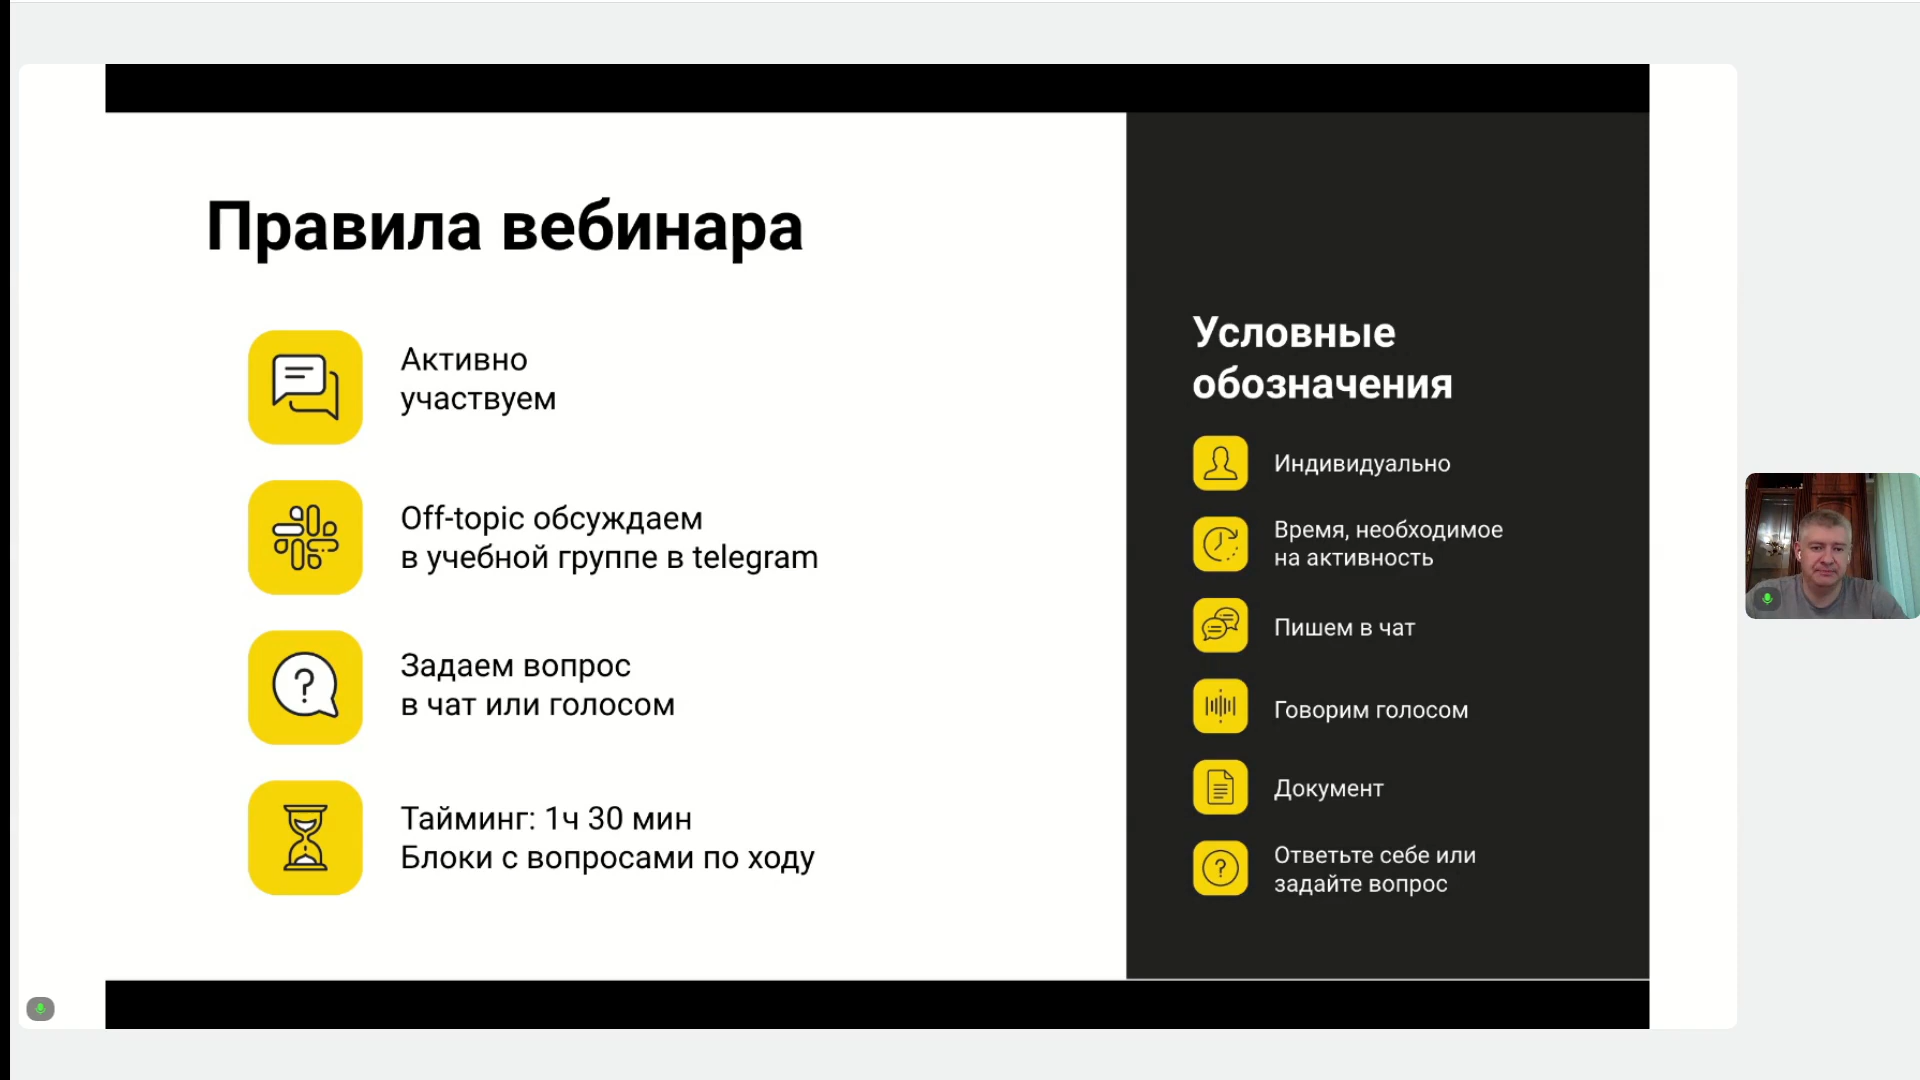 Правила вебинара
Активно
участвуем
Off-topic обсуждаем
в учебной группе в telegram
Задаем вопрос
в чат или голосом
Тайминг: 1ч 30 мин
Блоки с вопросами по ходу
Условные
обозначения
Индивидуально
Время, необходимое
на активность
Пишем в чат
Говорим голосом
Документ
Ответьте себе или
задайте вопрос